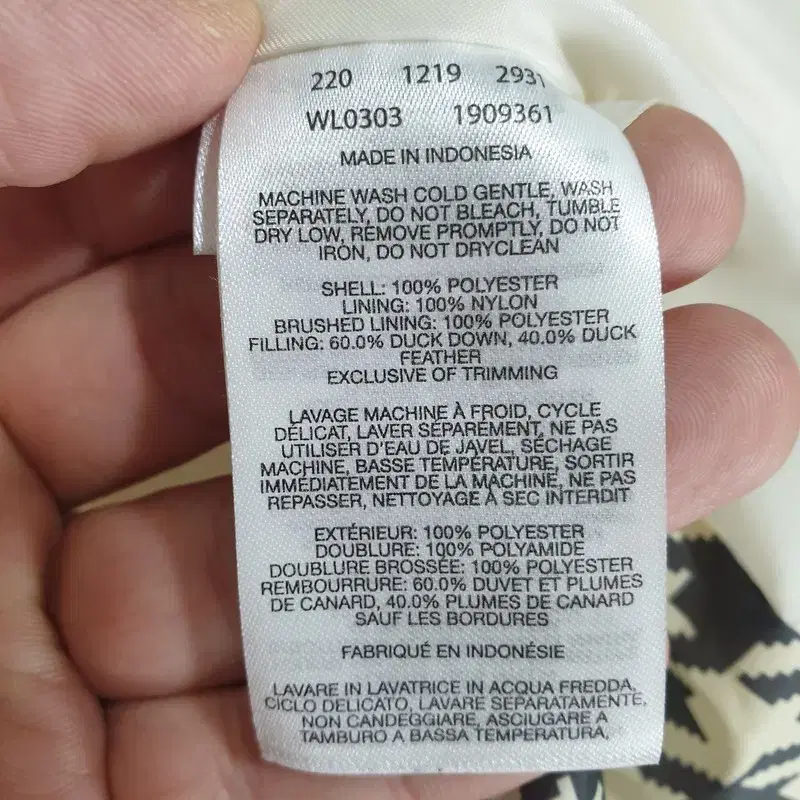 220 1219 2931
WL0303 1909361
MADE IN INDONESIA
MACHINE WASH COLD GENTLE, WASH
SEPARATELY, DO NOT BLEACH, TUMBLE
DRY LOW, REMOVE PROMPTLY, DO NOT
IRON, DO NOT DRYCLEAN
SHELL: 100% POLYESTER
LINING: 100% NYLON
BRUSHED LINING: 100% POLYESTER
FILLING: 60.0% DUCK DOWN, 40.0% DUCK
FEATHER
EXCLUSIVE OF TRIMMING
LAVAGE MACHINE À FROID, CYCLE
DÉLICAT, LAVER SÉPARÉMENT, NE PAS
UTILISER D'EAU DE JAVEL, SÉCHAGE
MACHINE, BASSE TEMPÉRATURE, SORTIR
IMMÉDIATEMENT DE LA MACHINE, NE PAS
REPASSER, NETTOYAGE À SEC INTERDIT
EXTÉRIEUR: 100% POLYESTER
DOUBLURE: 100% POLYAMIDE
DOUBLURE BROSSÉE: 100% POLYESTER
REMBOURRURE: 60.0% DUVET ET PLUMES
DE CANARD, 40.0% PLUMES DE CANARD
SAUF LES BORDURES
FABRIQUÉ EN INDONÉSIE
LAVARE IN LAVATRICE IN ACQUA FREDDA,
CICLO DELICATO, LAVARE SEPARATAMENTE,
NON CANDEGGIARE, ASCIUGARE A
TAMBURO A BASSA TEMPERATURA,